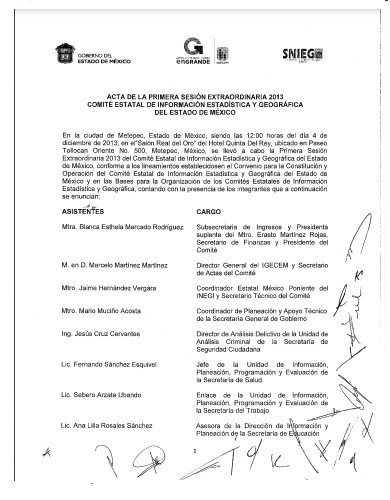 GOBIERNO DEL
ESTADO DE MÉXICO
G
enGRANDE
SNIEG
ACTA DE LA PRIMERA SESIÓN EXTRAORDINARIA 2013
COMITÉ ESTATAL DE INFORMACIÓN ESTADÍSTICA Y GEOGRÁFICA
DEL ESTADO DE MÉXICO
En la ciudad de Metepec, Estado de México, siendo las 12:00 horas del día 4 de
diciembre de 2013, en el "Salón Real del Oro" del Hotel Quinta Del Rey, ubicado en Paseo
Tollocan Oriente No. 500, Metepec, México, se llevó a cabo la Primera Sesión
Extraordinaria 2013 del Comité Estatal de Información Estadística y Geográfica del Estado
de México, conforme a los lineamientos establecidosen el Convenio para la Constitución y
Operación del Comité Estatal de Información Estadística y Geográfica del Estado de
México y en las Bases para la Organización de los Comités Estatales de Información
Estadística y Geográfica, contando con la presencia de los integrantes que a continuación
se enuncian:
ASISTENTES CARGO
Mtra. Blanca Esthela Mercado Rodríguez Subsecretaria de Ingresos y Presidenta
suplente del Mtro. Erasto Martínez Rojas,
Secretario de Finanzas y Presidente del
Comité
M. en D. Marcelo Martínez Martínez Director General del IGECEM y Secretario
de Actas del Comité
Mtro. Jaime Hernández Vergara Coordinador Estatal México Poniente del
INEGI y Secretario Técnico del Comité
Mtro. Mario Muciño Acosta Coordinador de Planeación y Apoyo Técnico
de la Secretaría General de Gobierno
Ing. Jesús Cruz Cervantes Director de Análisis Delictivo de la Unidad de
Análisis Criminal de la Secretaría de
Seguridad Ciudadana
Lic. Fernando Sánchez Esquivel Jefe de la Unidad de Información,
Planeación, Programación y Evaluación de
la Secretaría de Salud
Lic. Sebero Arzate Ubando Enlace de la Unidad de Información,
Planeación, Programación y Evaluación de
la Secretaría del Trabajo
Lic. Ana Lilia Rosales Sánchez Asesora de la Dirección de Información y
Planeación de la Secretaría de Educación
1